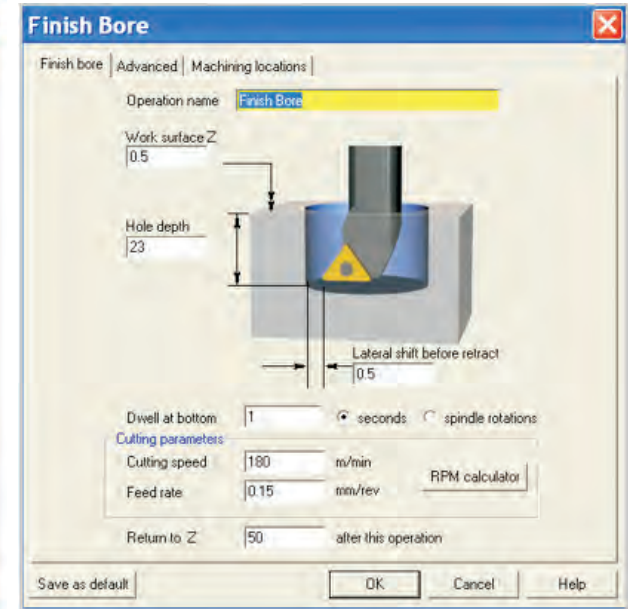 Finish Bore
Finish bore Advanced Machining locations
Operation name Finish Bore
Work surface Z
0.5
Hole depth
23
Lateral shift before retract
0.5
Dwell at bottom 1 seconds spindle rotations
Cutting parameters
Cutting speed 180 m/min
RPM calculator
Feed rate 0.15 mm/rev
Return to Z 50 after this operation
Save as default OK Cancel Help